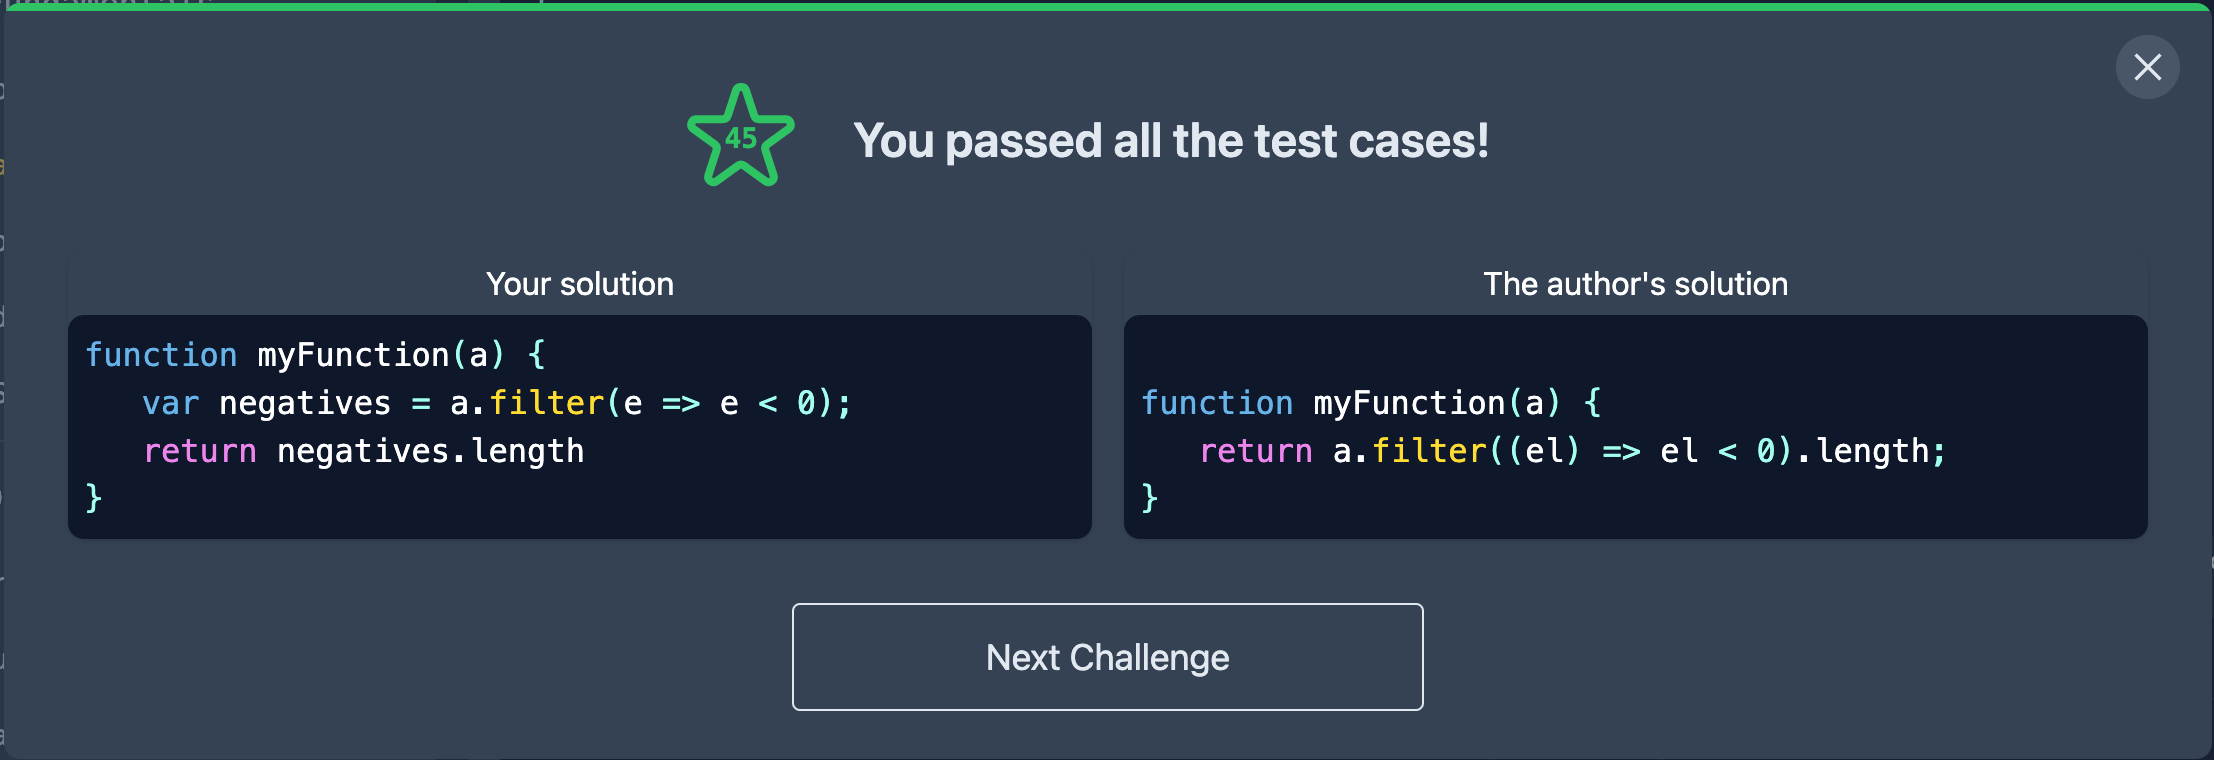 45
You passed all the test cases!
Your solution
function myFunction(a) {
   var negatives = a.filter(e => e < 0);
   return negatives.length
}
The author's solution
function myFunction(a) {
   return a.filter((el) => el < 0).length;
}
Next Challenge